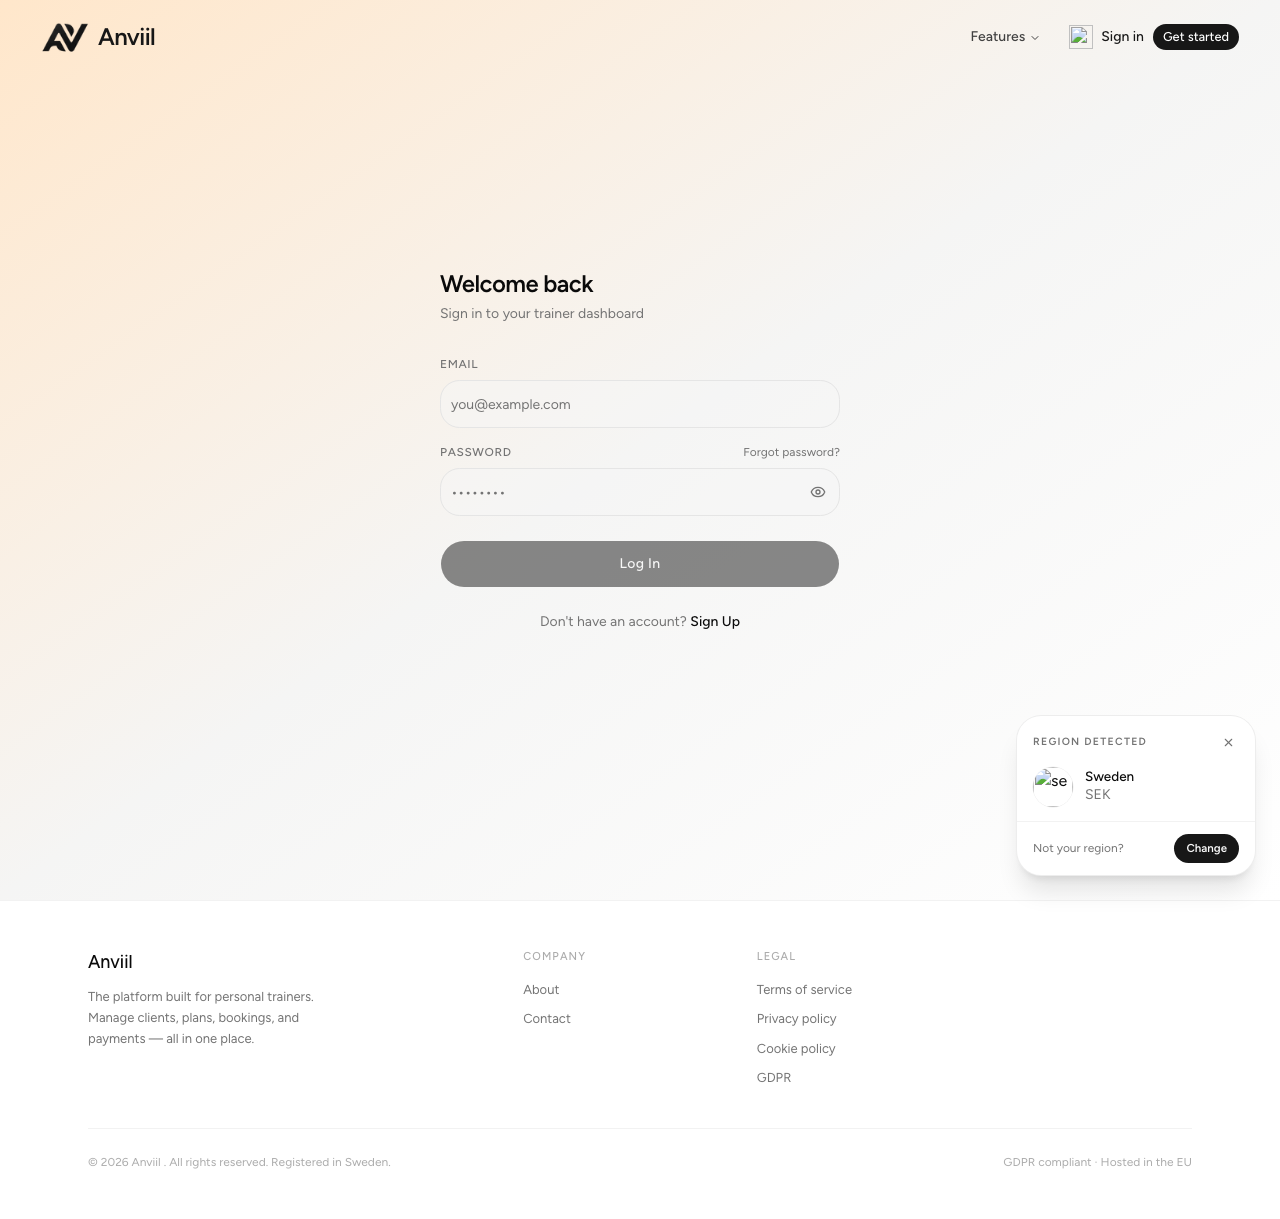 Anviil
Features
Sign in
Get started
Welcome back
Sign in to your trainer dashboard
EMAIL
you@example.com
PASSWORD
Forgot password?
••••••••
Log In
Don't have an account? Sign Up
REGION DETECTED
se
Sweden
SEK
Not your region?
Change
Anviil
The platform built for personal trainers.
Manage clients, plans, bookings, and
payments — all in one place.
COMPANY
About
Contact
LEGAL
Terms of service
Privacy policy
Cookie policy
GDPR
© 2026 Anviil . All rights reserved. Registered in Sweden.
GDPR compliant · Hosted in the EU